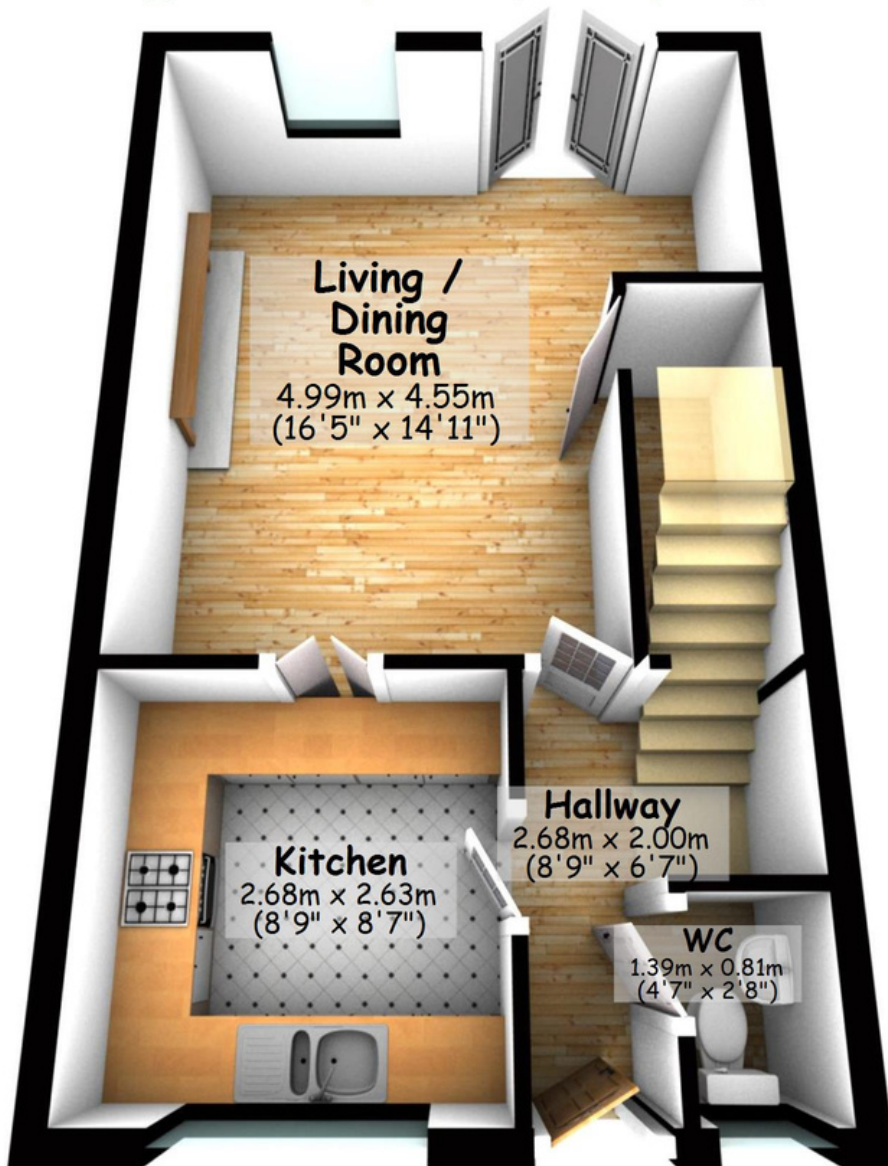 Living /
Dining
Room
4.99m x 4.55m
(16'5" x 14'11")
Hallway
2.68m x 2.00m
(8'9" x 6'7")
Kitchen
2.68m x 2.63m
(8'9" x 8'7")
WC
1.39m x 0.81m
(4'7" x 2'8")